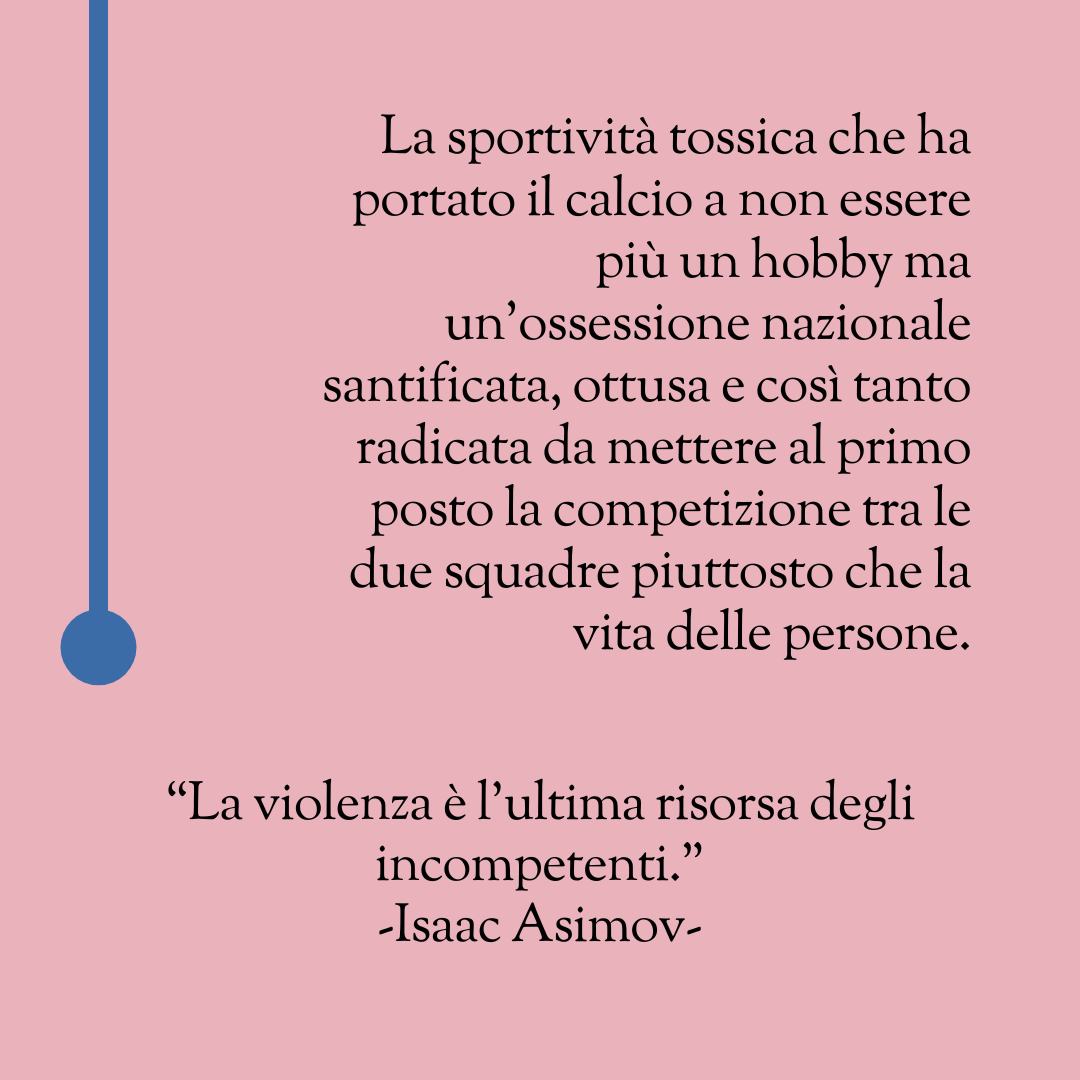 La sportività tossica che ha
portato il calcio a non essere
più un hobby ma
un’ossessione nazionale
santificata, ottusa e così tanto
radicata da mettere al primo
posto la competizione tra le
due squadre piuttosto che la
vita delle persone.
“La violenza è l’ultima risorsa degli
incompetenti.”
-Isaac Asimov-